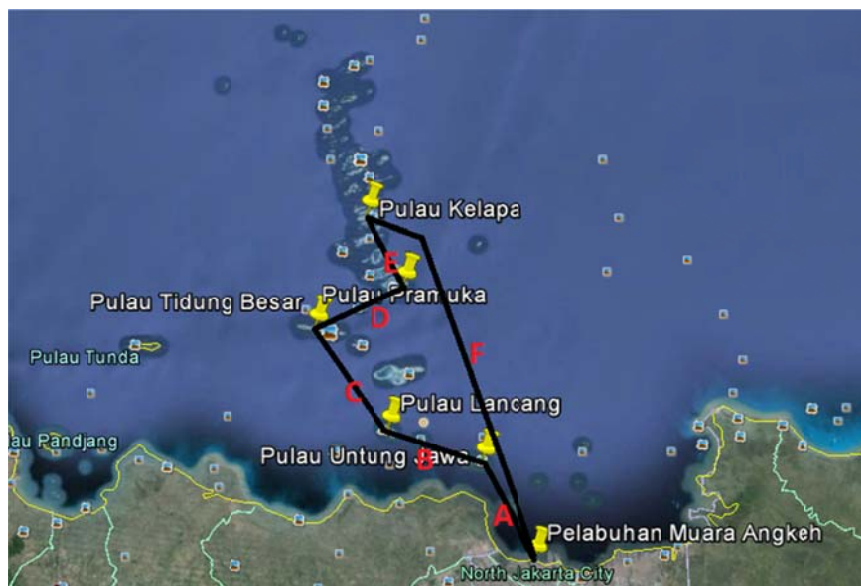 Pulau Kelapa
E
Pulau Tidung Besar
Pulau Pramuka
D
Pulau Tunda
F
C
Pulau Lancang
au Pandjang
Pulau Untung Jawa
B
A
Pelabuhan Muara Angkeh
North Jakarta City